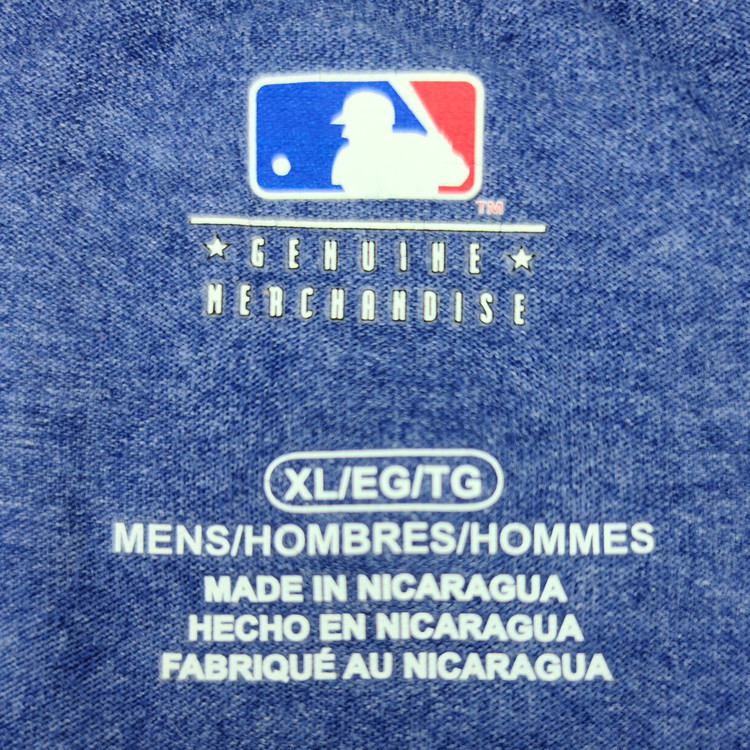 TM
★ GENUINE ★
MERCHANDISE
XL/EG/TG
MENS/HOMBRES/HOMMES
MADE IN NICARAGUA
HECHO EN NICARAGUA
FABRIQUÉ AU NICARAGUA